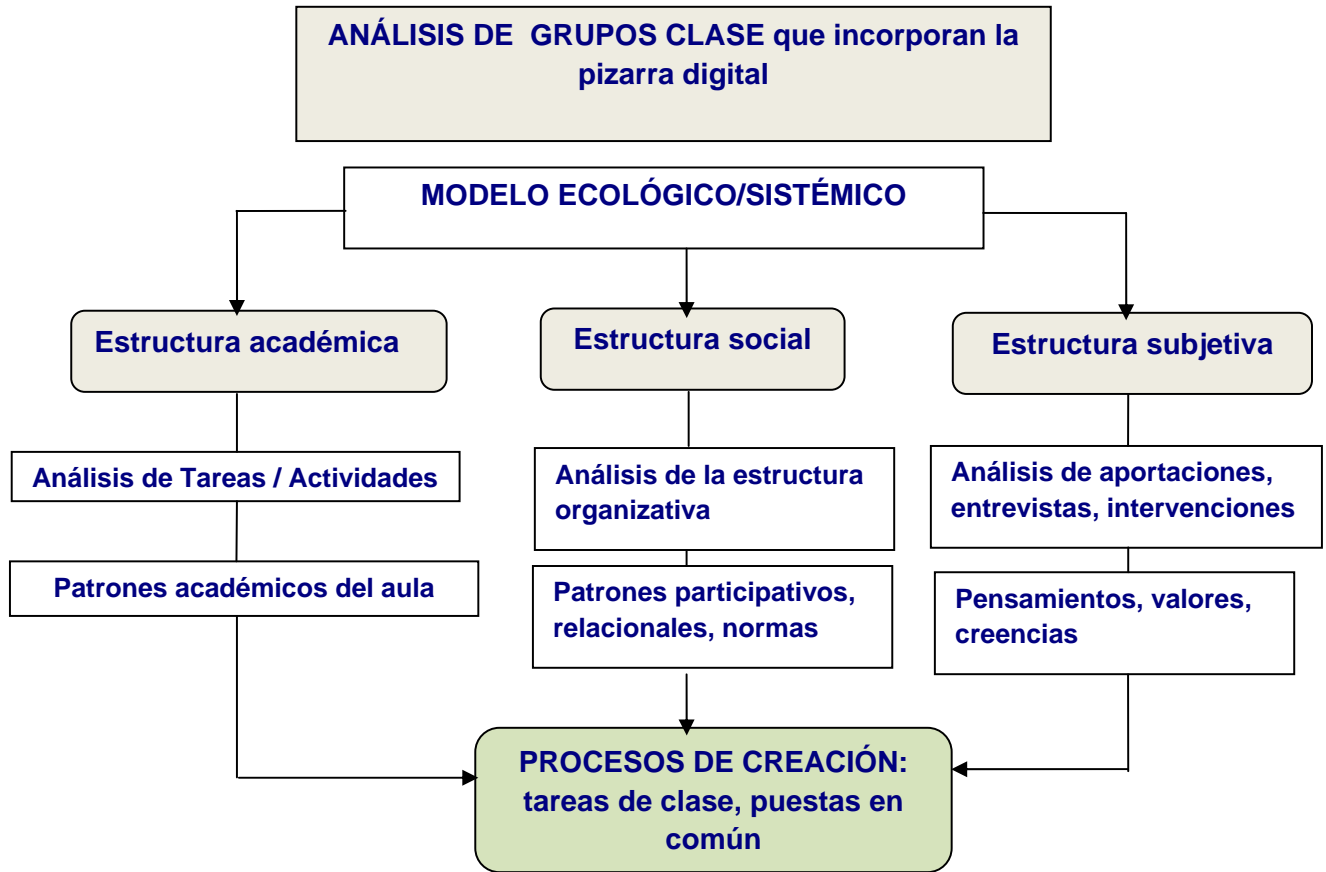 ANÁLISIS DE GRUPOS CLASE que incorporan la
pizarra digital
MODELO ECOLÓGICO/SISTÉMICO
Estructura académica
Estructura social
Estructura subjetiva
Análisis de Tareas / Actividades
Análisis de la estructura
organizativa
Análisis de aportaciones,
entrevistas, intervenciones
Patrones académicos del aula
Patrones participativos,
relacionales, normas
Pensamientos, valores,
creencias
PROCESOS DE CREACIÓN:
tareas de clase, puestas en
común